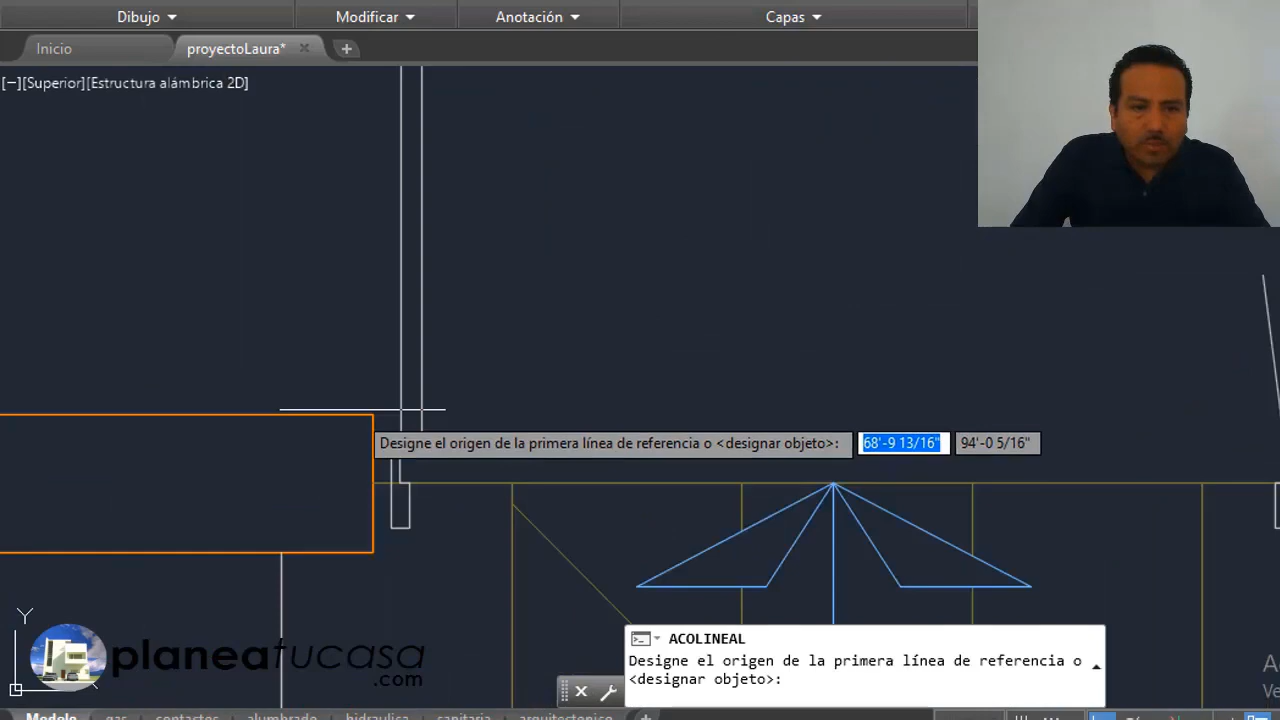 Dibujo Modificar Anotación Capas
Inicio proyectoLaura* +
[−][Superior][Estructura alámbrica 2D]
Designe el origen de la primera línea de referencia o <designar objeto>: 68'-9 13/16" 94'-0 5/16"
Y
ACOLINEAL
Designe el origen de la primera línea de referencia o
<designar objeto>:
planeatucasa
.com
Modelo gas contactos alumbrado hidraulica sanitaria arquitectonico +